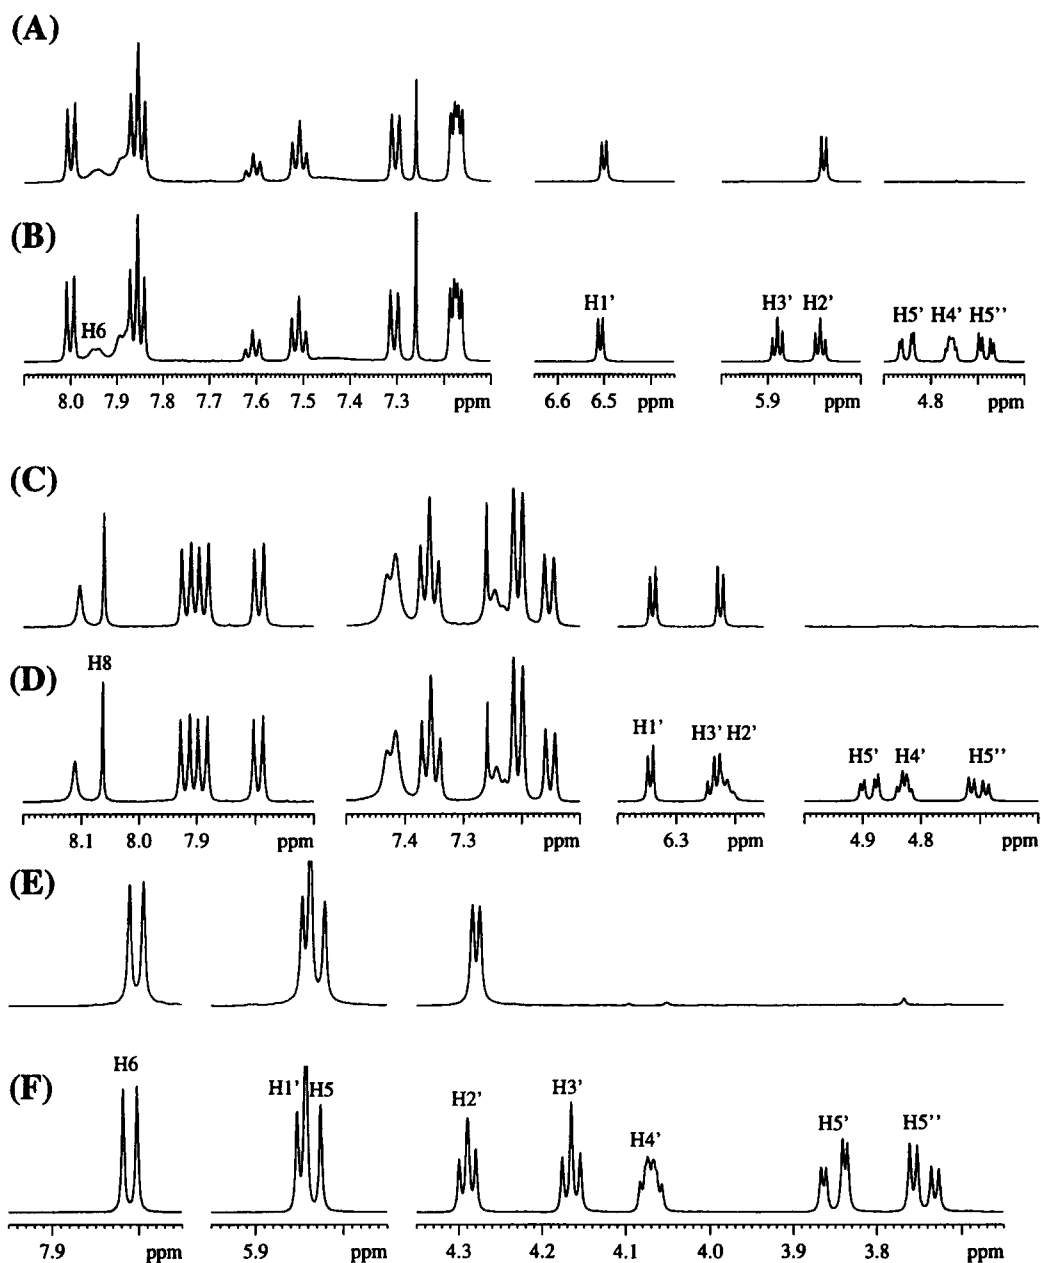 (A)
(B)
H6
H1'
H3' H2'
H5' H4' H5''
8.0 7.9 7.8 7.7 7.6 7.5 7.4 7.3 ppm
6.6 6.5 ppm
5.9 ppm
4.8 ppm
(C)
(D)
H8
H1'
H3' H2'
H5' H4' H5''
8.1 8.0 7.9 ppm
7.4 7.3 ppm
6.3 ppm
4.9 4.8 ppm
(E)
(F)
H6
H1' H5
H2'
H3'
H4'
H5'
H5''
7.9 ppm
5.9 ppm
4.3 4.2 4.1 4.0 3.9 3.8 ppm